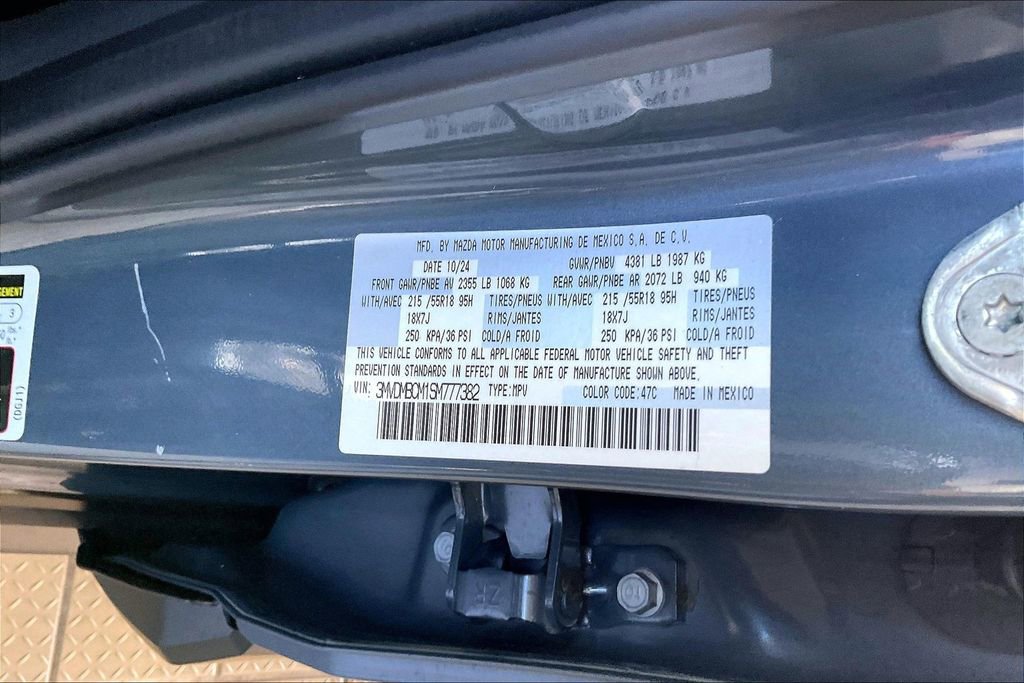 MFD. BY MAZDA MOTOR MANUFACTURING DE MEXICO S.A. DE C.V.
DATE 10/24 GVWR/PNBV 4381 LB 1987 KG
FRONT GAWR/PNBE AV 2355 LB 1068 KG REAR GAWR/PNBE AR 2072 LB 940 KG
WITH/AVEC 215 /55R18 95H TIRES/PNEUS WITH/AVEC 215 /55R18 95H TIRES/PNEUS
18X7J RIMS/JANTES 18X7J RIMS/JANTES
250 KPA/36 PSI COLD/A FROID 250 KPA/36 PSI COLD/A FROID
THIS VEHICLE CONFORMS TO ALL APPLICABLE FEDERAL MOTOR VEHICLE SAFETY AND THEFT
PREVENTION STANDARDS IN EFFECT ON THE DATE OF MANUFACTURE SHOWN ABOVE.
VIN: 3MVDMBCM1SM777382 TYPE:MPV COLOR CODE:47C MADE IN MEXICO
3
(DGJ1)
ZR
10